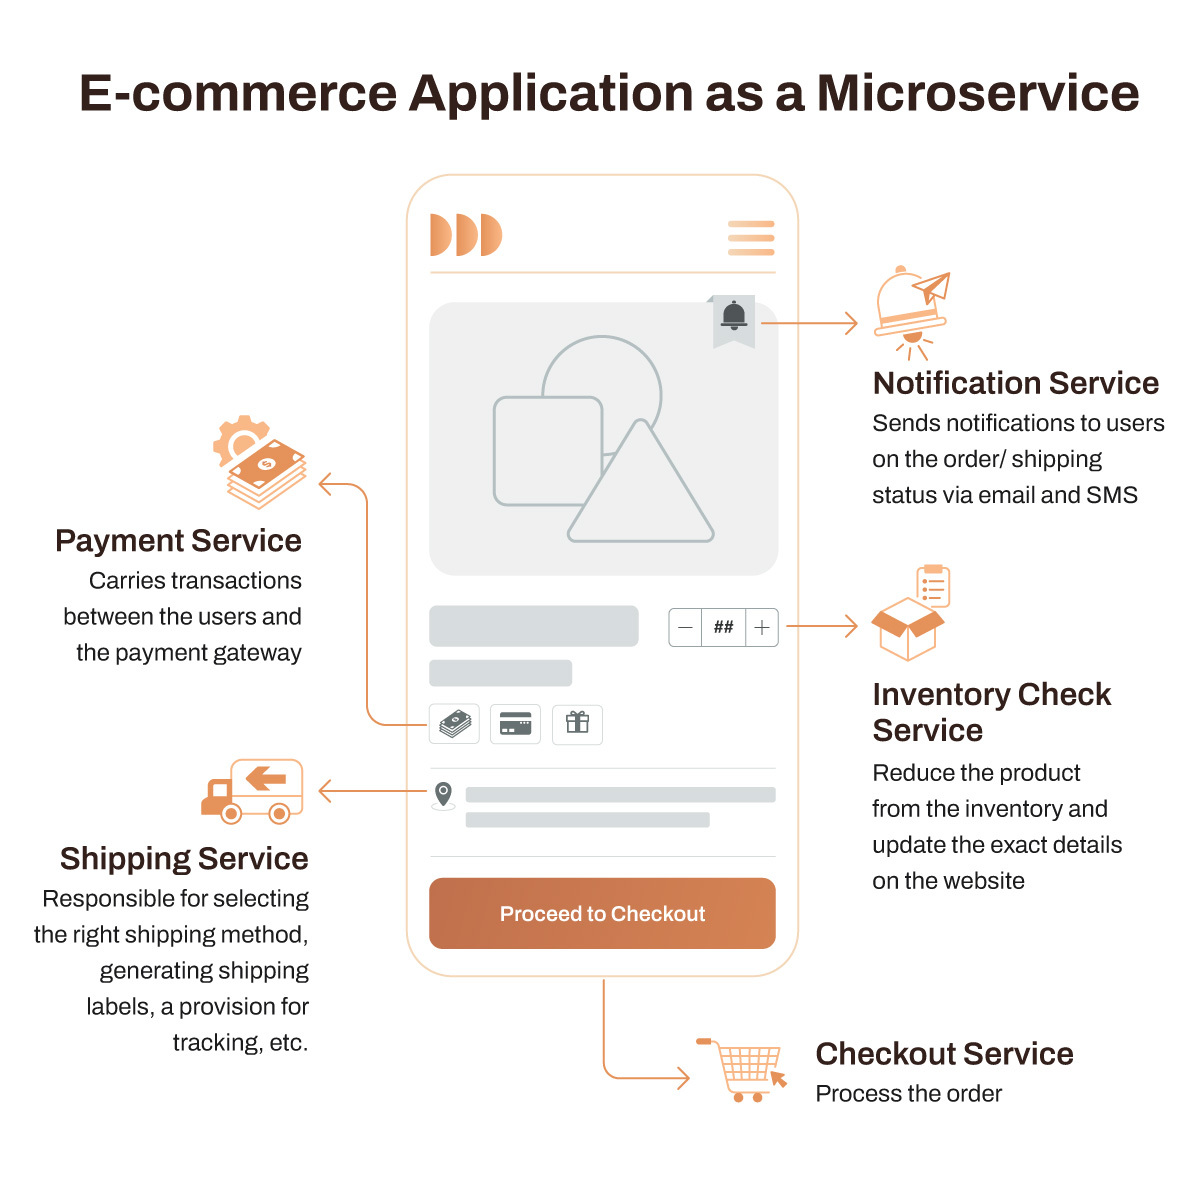 E-commerce Application as a Microservice
Notification Service
Sends notifications to users
on the order/ shipping
status via email and SMS
Payment Service
Carries transactions
between the users and
the payment gateway
##
Inventory Check
Service
Reduce the product
from the inventory and
update the exact details
on the website
Shipping Service
Responsible for selecting
the right shipping method,
generating shipping
labels, a provision for
tracking, etc.
Proceed to Checkout
Checkout Service
Process the order